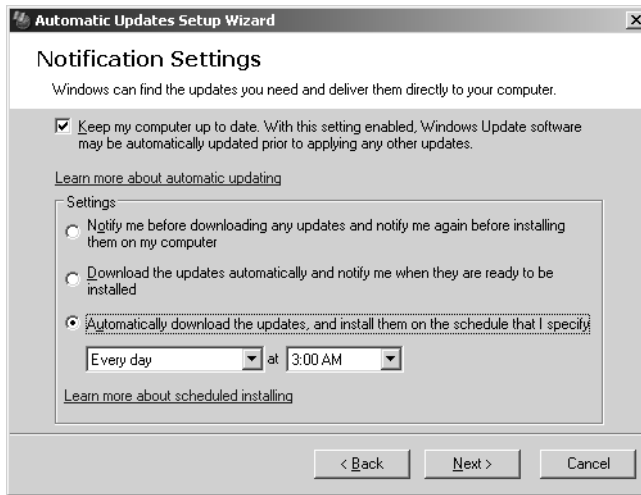 Automatic Updates Setup Wizard
Notification Settings
Windows can find the updates you need and deliver them directly to your computer.
Keep my computer up to date. With this setting enabled, Windows Update software
may be automatically updated prior to applying any other updates.
Learn more about automatic updating
Settings
Notify me before downloading any updates and notify me again before installing
them on my computer
Download the updates automatically and notify me when they are ready to be
installed
Automatically download the updates, and install them on the schedule that I specify
Every day at 3:00 AM
Learn more about scheduled installing
< Back Next > Cancel